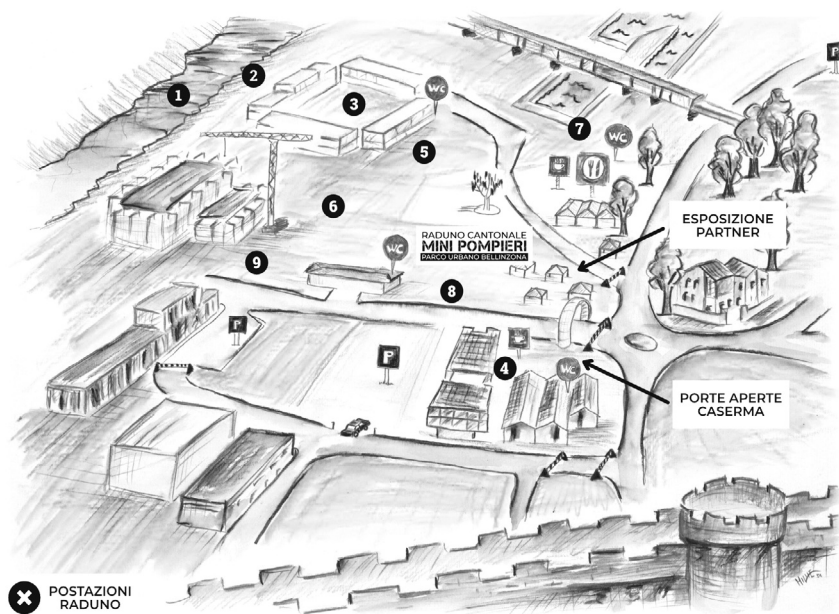 P
1
2
3
WC
7
WC
5
6
RADUNO CANTONALE
MINI POMPIERI
PARCO URBANO BELLINZONA
ESPOSIZIONE
PARTNER
WC
9
8
P
P
4
WC
PORTE APERTE
CASERMA
POSTAZIONI
RADUNO